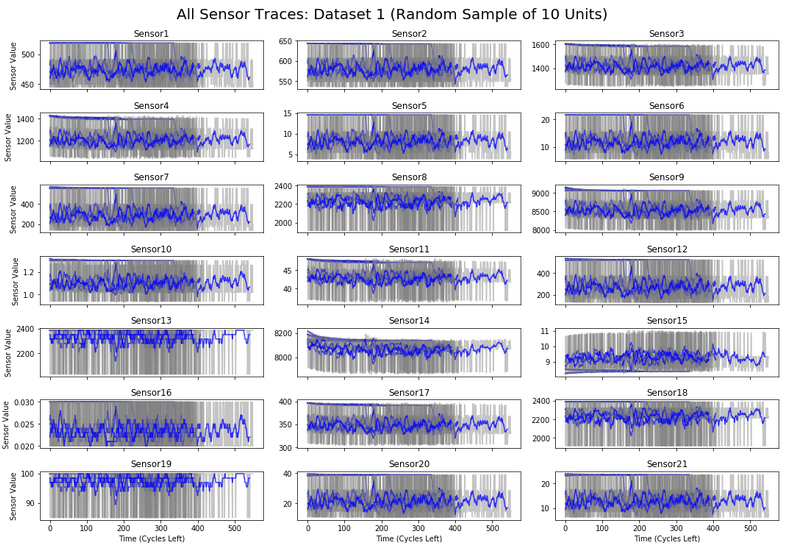 All Sensor Traces: Dataset 1 (Random Sample of 10 Units)
Sensor1 Sensor2 Sensor3
Sensor Value
500
450
650
600
550
1600
1400
Sensor4 Sensor5 Sensor6
Sensor Value
1400
1200
15
10
5
20
10
Sensor7 Sensor8 Sensor9
Sensor Value
400
200
2400
2200
2000
9000
8500
8000
Sensor10 Sensor11 Sensor12
Sensor Value
1.2
1.0
45
40
400
200
Sensor13 Sensor14 Sensor15
Sensor Value
2400
2200
8200
8000
11
10
9
Sensor16 Sensor17 Sensor18
Sensor Value
0.030
0.025
0.020
400
350
300
2400
2200
2000
Sensor19 Sensor20 Sensor21
Sensor Value
100
90
40
20
20
10
0 100 200 300 400 500
0 100 200 300 400 500
0 100 200 300 400 500
Time (Cycles Left) Time (Cycles Left) Time (Cycles Left)